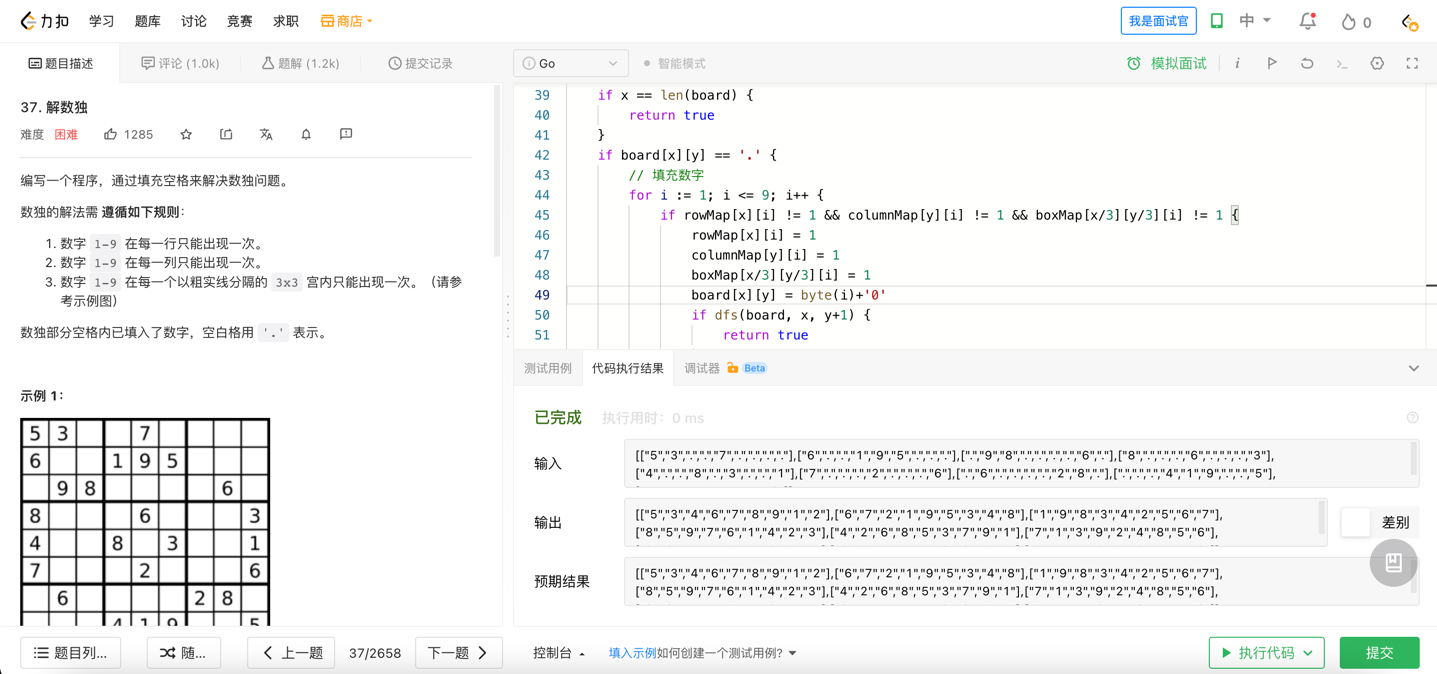 力扣 学习 题库 讨论 竞赛 求职 商店 我是面试官 中 0
题目描述 评论 (1.0k) 题解 (1.2k) 提交记录 Go 智能模式 模拟面试
37. 解数独
难度 困难 1285
编写一个程序，通过填充空格来解决数独问题。
数独的解法需 遵循如下规则：
1. 数字 1-9 在每一行只能出现一次。
2. 数字 1-9 在每一列只能出现一次。
3. 数字 1-9 在每一个以粗实线分隔的 3x3 宫内只能出现一次。（请参
考示例图）
数独部分空格内已填入了数字，空白格用 '.' 表示。
示例 1：
5 3 7
6 1 9 5
9 8 6
8 6 3
4 8 3 1
7 2 6
6 2 8
4 1 9 5
39 if x == len(board) {
40 return true
41 }
42 if board[x][y] == '.' {
43 // 填充数字
44 for i := 1; i <= 9; i++ {
45 if rowMap[x][i] != 1 && columnMap[y][i] != 1 && boxMap[x/3][y/3][i] != 1 {
46 rowMap[x][i] = 1
47 columnMap[y][i] = 1
48 boxMap[x/3][y/3][i] = 1
49 board[x][y] = byte(i)+'0'
50 if dfs(board, x, y+1) {
51 return true
测试用例 代码执行结果 调试器 Beta
已完成 执行用时：0 ms
输入
[["5","3",".",".","7",".",".",".","."],["6",".",".","1","9","5",".",".","."],[".","9","8",".",".",".",".","6","."],["8",".",".",".","6",".",".",".","3"],
["4",".",".","8",".","3",".",".","1"],["7",".",".",".","2",".",".",".","6"],[".","6",".",".",".",".","2","8","."],[".",".",".","4","1","9",".",".","5"],
输出
[["5","3","4","6","7","8","9","1","2"],["6","7","2","1","9","5","3","4","8"],["1","9","8","3","4","2","5","6","7"],
["8","5","9","7","6","1","4","2","3"],["4","2","6","8","5","3","7","9","1"],["7","1","3","9","2","4","8","5","6"],
差别
预期结果
[["5","3","4","6","7","8","9","1","2"],["6","7","2","1","9","5","3","4","8"],["1","9","8","3","4","2","5","6","7"],
["8","5","9","7","6","1","4","2","3"],["4","2","6","8","5","3","7","9","1"],["7","1","3","9","2","4","8","5","6"],
题目列... 随... 上一题 37/2658 下一题 控制台 填入示例 如何创建一个测试用例? 执行代码 提交